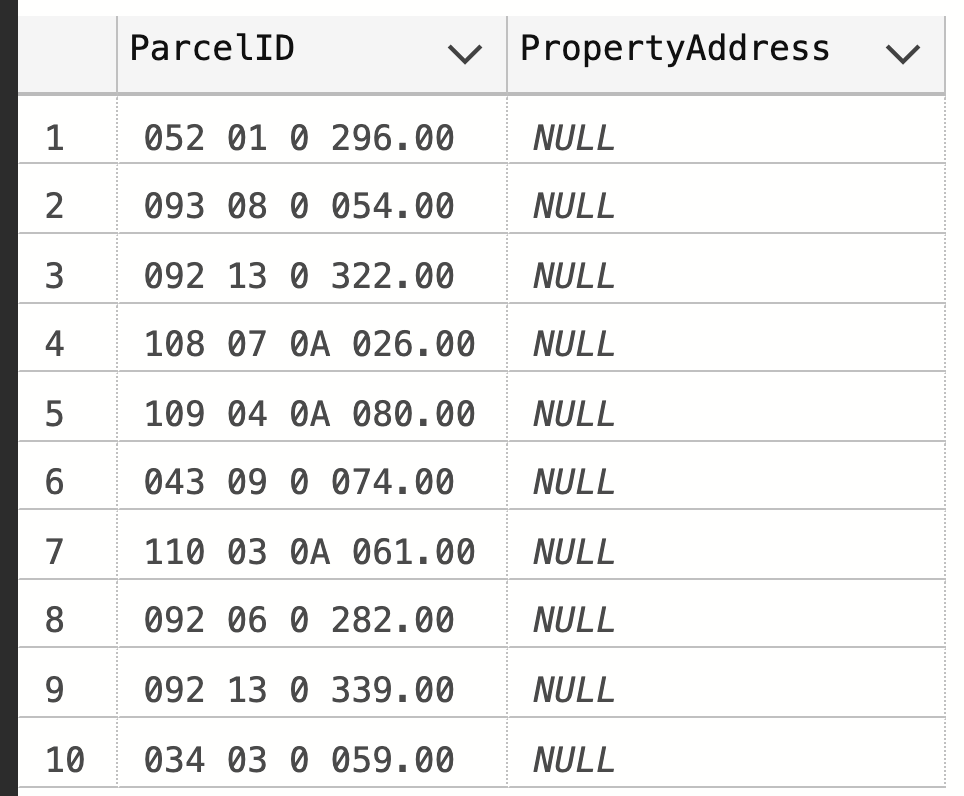 ParcelID PropertyAddress
1 052 01 0 296.00 NULL
2 093 08 0 054.00 NULL
3 092 13 0 322.00 NULL
4 108 07 0A 026.00 NULL
5 109 04 0A 080.00 NULL
6 043 09 0 074.00 NULL
7 110 03 0A 061.00 NULL
8 092 06 0 282.00 NULL
9 092 13 0 339.00 NULL
10 034 03 0 059.00 NULL